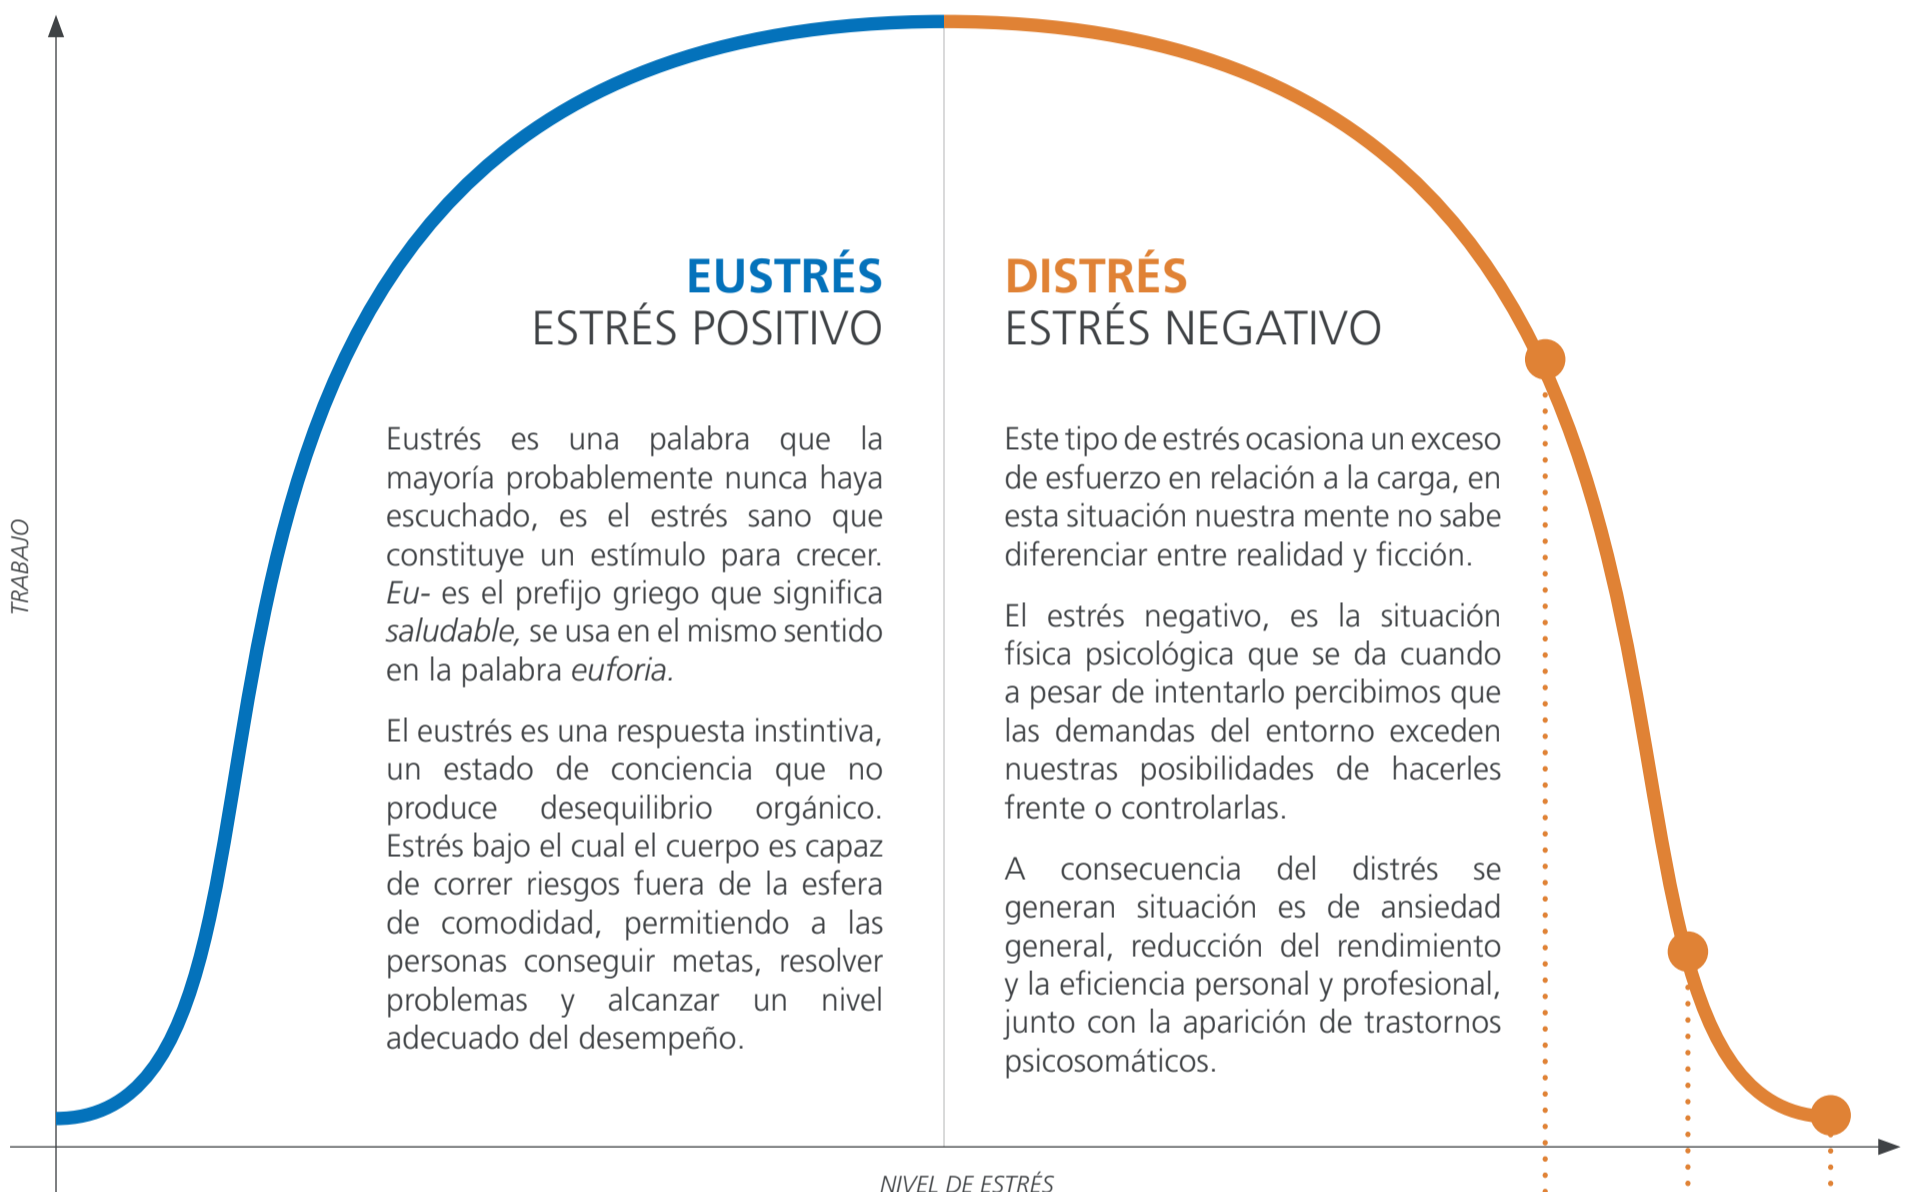 TRABAJO
EUSTRÉS
ESTRÉS POSITIVO
Eustrés es una palabra que la
mayoría probablemente nunca haya
escuchado, es el estrés sano que
constituye un estímulo para crecer.
Eu- es el prefijo griego que significa
saludable, se usa en el mismo sentido
en la palabra euforia.
El eustrés es una respuesta instintiva,
un estado de conciencia que no
produce desequilibrio orgánico.
Estrés bajo el cual el cuerpo es capaz
de correr riesgos fuera de la esfera
de comodidad, permitiendo a las
personas conseguir metas, resolver
problemas y alcanzar un nivel
adecuado del desempeño.
DISTRÉS
ESTRÉS NEGATIVO
Este tipo de estrés ocasiona un exceso
de esfuerzo en relación a la carga, en
esta situación nuestra mente no sabe
diferenciar entre realidad y ficción.
El estrés negativo, es la situación
física psicológica que se da cuando
a pesar de intentarlo percibimos que
las demandas del entorno exceden
nuestras posibilidades de hacerles
frente o controlarlas.
A consecuencia del distrés se
generan situación es de ansiedad
general, reducción del rendimiento
y la eficiencia personal y profesional,
junto con la aparición de trastornos
psicosomáticos.
NIVEL DE ESTRÉS